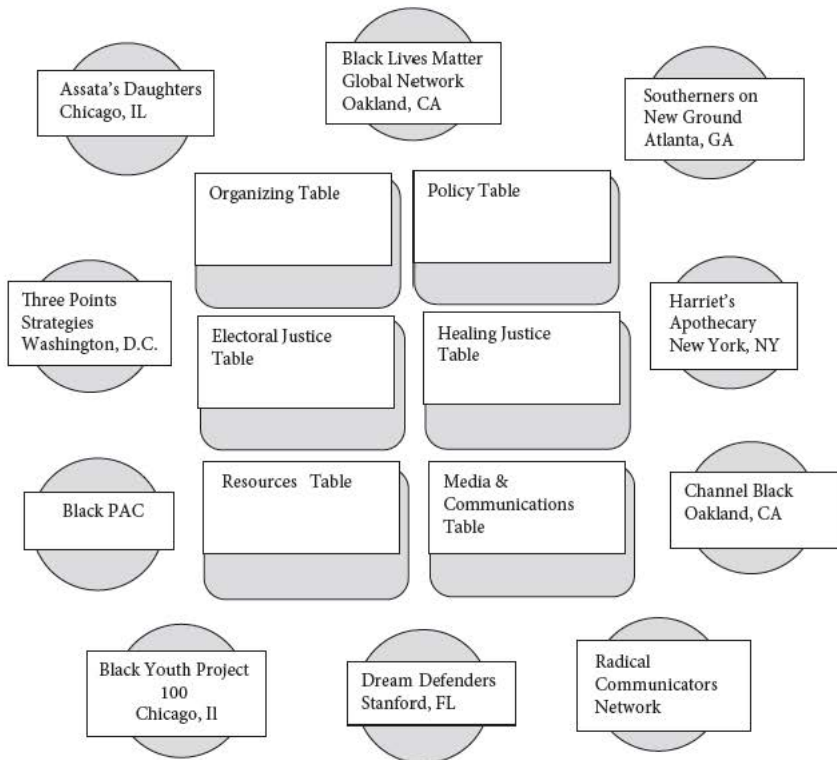 Assata's Daughters
Chicago, IL
Black Lives Matter
Global Network
Oakland, CA
Southerners on
New Ground
Atlanta, GA
Organizing Table
Policy Table
Three Points
Strategies
Washington, D.C.
Electoral Justice
Table
Healing Justice
Table
Harriet's
Apothecary
New York, NY
Black PAC
Resources Table
Media &
Communications
Table
Channel Black
Oakland, CA
Black Youth Project
100
Chicago, Il
Dream Defenders
Stanford, FL
Radical
Communicators
Network